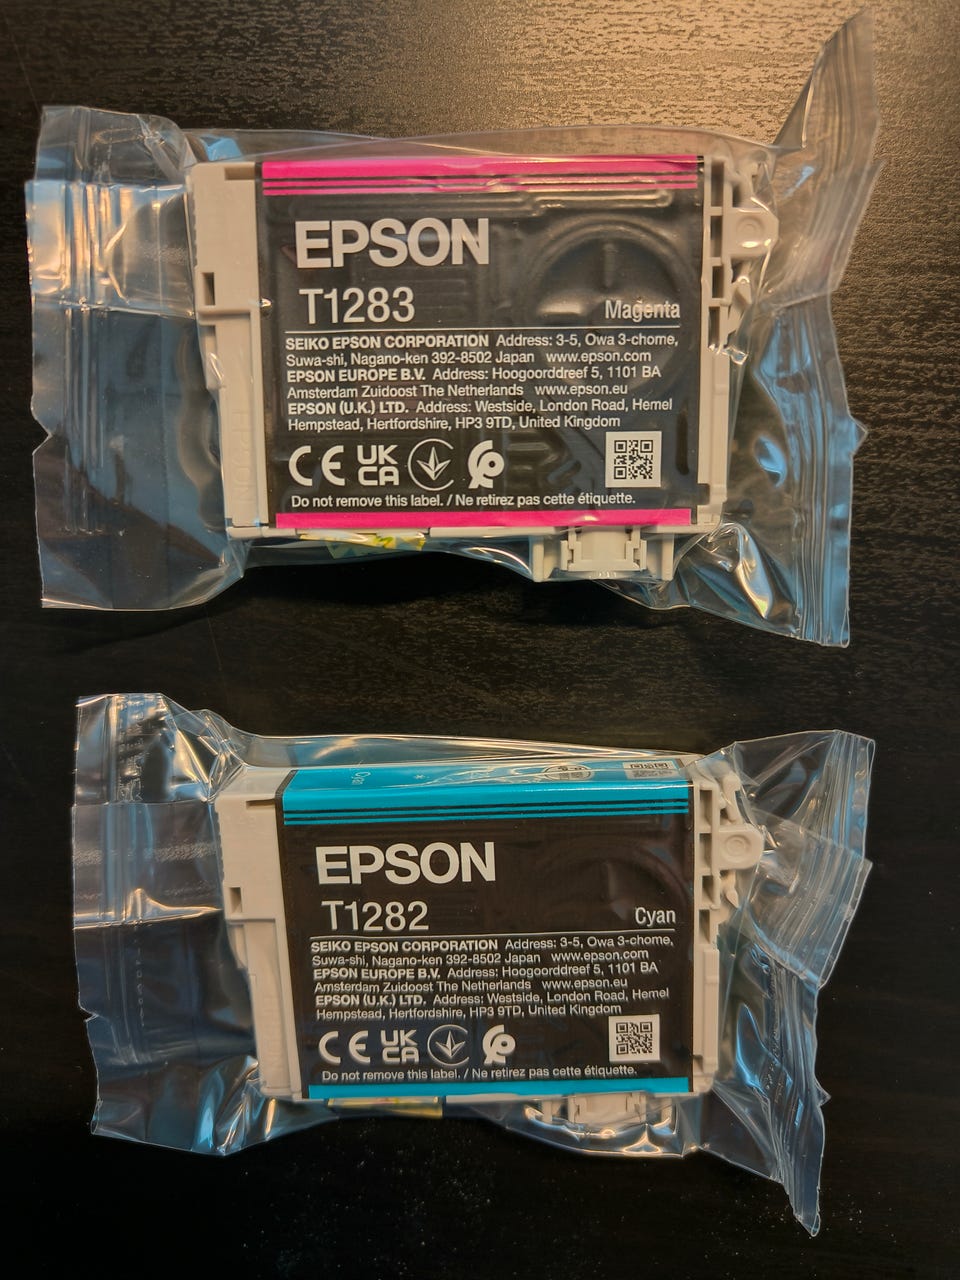 EPSON
T1283
Magenta
SEIKO EPSON CORPORATION Address: 3-5, Owa 3-chome,
Suwa-shi, Nagano-ken 392-8502 Japan www.epson.com
EPSON EUROPE B.V. Address: Hoogoorddreef 5, 1101 BA
Amsterdam Zuidoost The Netherlands www.epson.eu
EPSON (U.K.) LTD. Address: Westside, London Road, Hemel
Hempstead, Hertfordshire, HP3 9TD, United Kingdom
CE UK
CA
Do not remove this label. / Ne retirez pas cette étiquette.
Cyan
EPSON
T1282
Cyan
SEIKO EPSON CORPORATION Address: 3-5, Owa 3-chome,
Suwa-shi, Nagano-ken 392-8502 Japan www.epson.com
EPSON EUROPE B.V. Address: Hoogoorddreef 5, 1101 BA
Amsterdam Zuidoost The Netherlands www.epson.eu
EPSON (U.K.) LTD. Address: Westside, London Road, Hemel
Hempstead, Hertfordshire, HP3 9TD, United Kingdom
CE UK
CA
Do not remove this label. / Ne retirez pas cette étiquette.